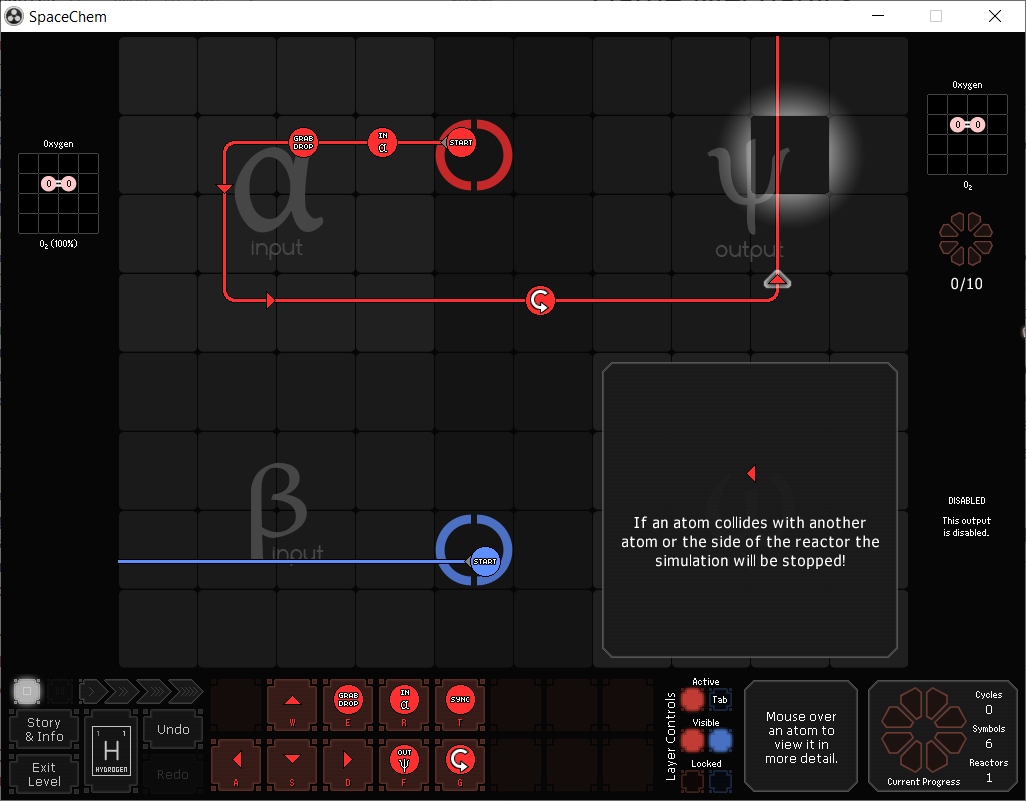 SpaceChem
Oxygen
O=O
O₂ (100%)
GRAB
DROP
IN
α
START
α
input
ψ
output
Oxygen
O=O
O₂
0/10
β
input
START
If an atom collides with another
atom or the side of the reactor the
simulation will be stopped!
DISABLED
This output
is disabled.
Story
& Info
Exit
Level
1 1
H
HYDROGEN
Undo
Redo
W
GRAB
DROP
E
IN
α
R
SYNC
T
A
S
D
OUT
ψ
F
G
Layer Controls
Active
Tab
Visible
Locked
Mouse over
an atom to
view it in
more detail.
Cycles
0
Symbols
6
Reactors
1
Current Progress